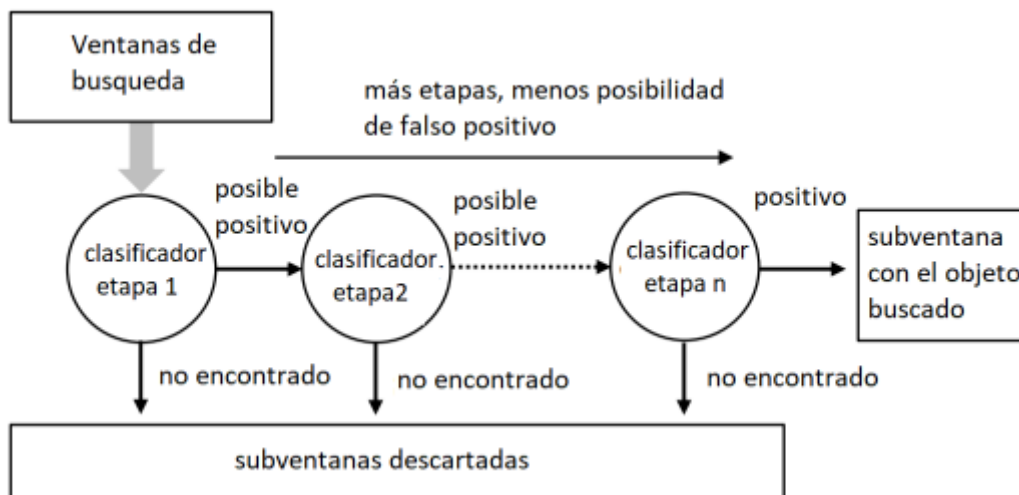 Ventanas de
busqueda
más etapas, menos posibilidad
de falso positivo
posible
positivo
posible
positivo
positivo
clasificador
etapa 1
clasificador.
etapa2
clasificador
etapa n
subventana
con el objeto
buscado
no encontrado
no encontrado
no encontrado
subventanas descartadas